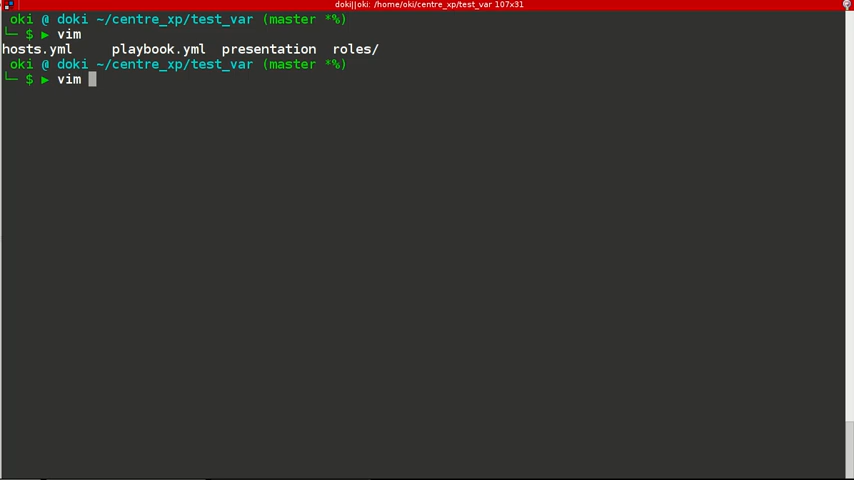 doki||oki: /home/oki/centre_xp/test_var 107x31
oki @ doki ~/centre_xp/test_var (master *%)
└─ $ ▶ vim
hosts.yml     playbook.yml  presentation  roles/
oki @ doki ~/centre_xp/test_var (master *%)
└─ $ ▶ vim